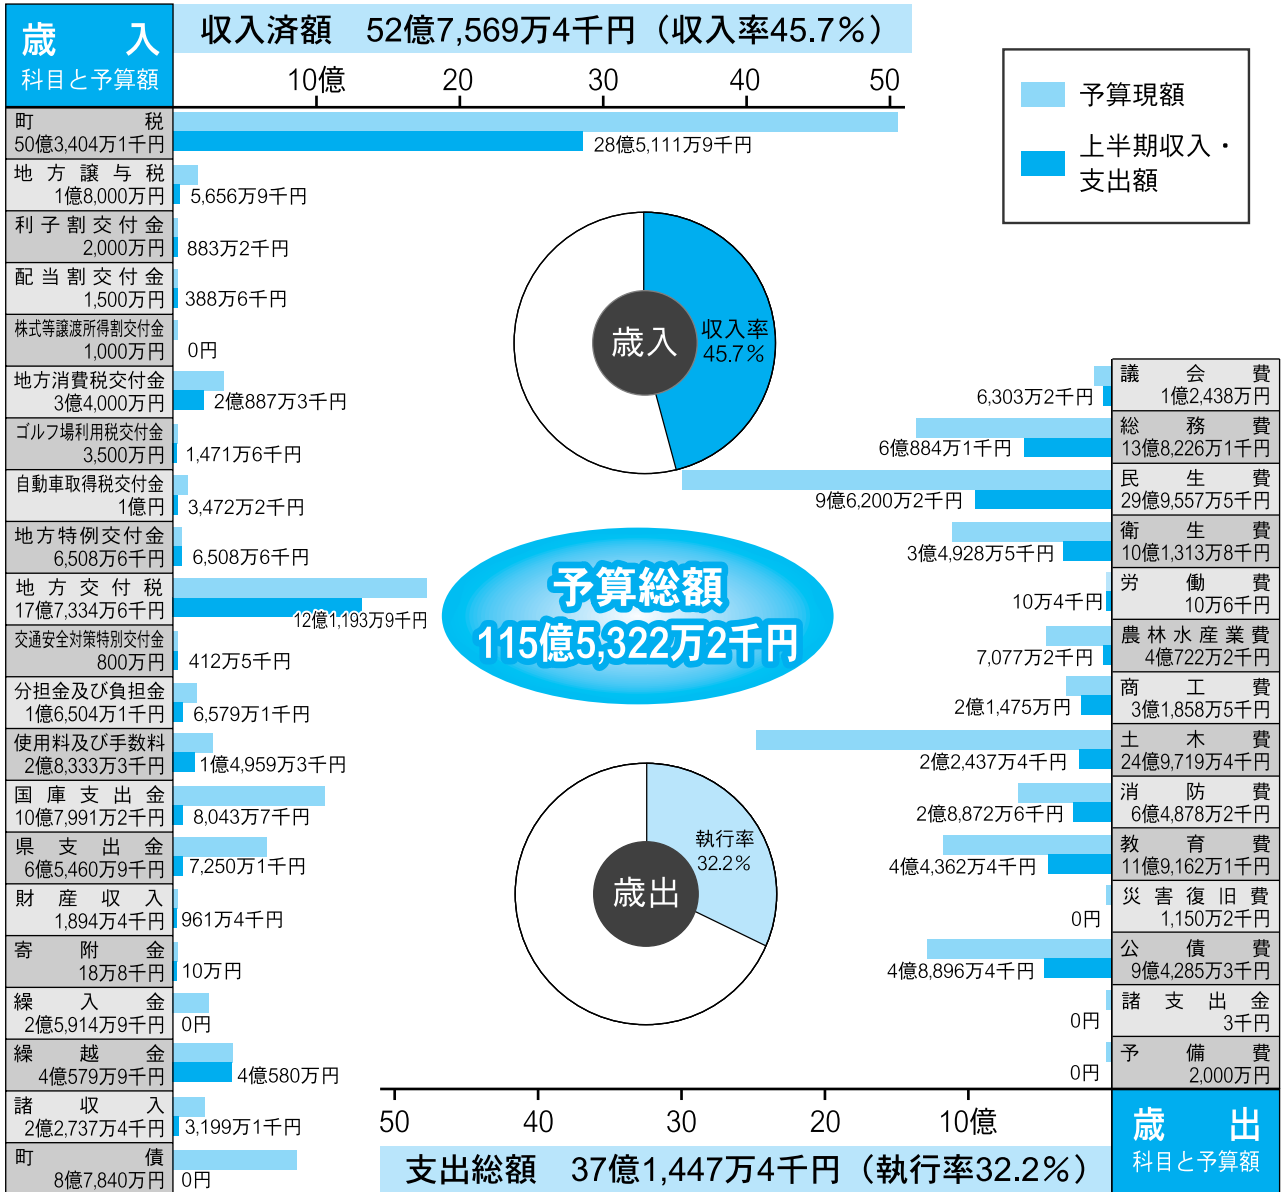 歳入
科目と予算額
収入済額 52億7,569万4千円（収入率45.7％）
10億 20 30 40 50
予算現額
上半期収入・
支出額
町税
50億3,404万1千円
28億5,111万9千円
地方譲与税
1億8,000万円
5,656万9千円
利子割交付金
2,000万円
883万2千円
配当割交付金
1,500万円
388万6千円
株式等譲渡所得割交付金
1,000万円
0円
地方消費税交付金
3億4,000万円
2億887万3千円
ゴルフ場利用税交付金
3,500万円
1,471万6千円
自動車取得税交付金
1億円
3,472万2千円
地方特例交付金
6,508万6千円
6,508万6千円
地方交付税
17億7,334万6千円
12億1,193万9千円
交通安全対策特別交付金
800万円
412万5千円
分担金及び負担金
1億6,504万1千円
6,579万1千円
使用料及び手数料
2億8,333万3千円
1億4,959万3千円
国庫支出金
10億7,991万2千円
8,043万7千円
県支出金
6億5,460万9千円
7,250万1千円
財産収入
1,894万4千円
961万4千円
寄附金
18万8千円
10万円
繰入金
2億5,914万9千円
0円
繰越金
4億579万9千円
4億580万円
諸収入
2億2,737万4千円
3,199万1千円
町債
8億7,840万円
0円
歳入
収入率
45.7％
予算総額
115億5,322万2千円
歳出
執行率
32.2％
議会費
1億2,438万円
6,303万2千円
総務費
13億8,226万1千円
6億884万1千円
民生費
29億9,557万5千円
9億6,200万2千円
衛生費
10億1,313万8千円
3億4,928万5千円
労働費
10万6千円
10万4千円
農林水産業費
4億722万2千円
7,077万2千円
商工費
3億1,858万5千円
2億1,475万円
土木費
24億9,719万4千円
2億2,437万4千円
消防費
6億4,878万2千円
2億8,872万6千円
教育費
11億9,162万1千円
4億4,362万4千円
災害復旧費
1,150万2千円
0円
公債費
9億4,285万3千円
4億8,896万4千円
諸支出金
3千円
0円
予備費
2,000万円
0円
50 40 30 20 10億
歳出
科目と予算額
支出総額 37億1,447万4千円（執行率32.2％）